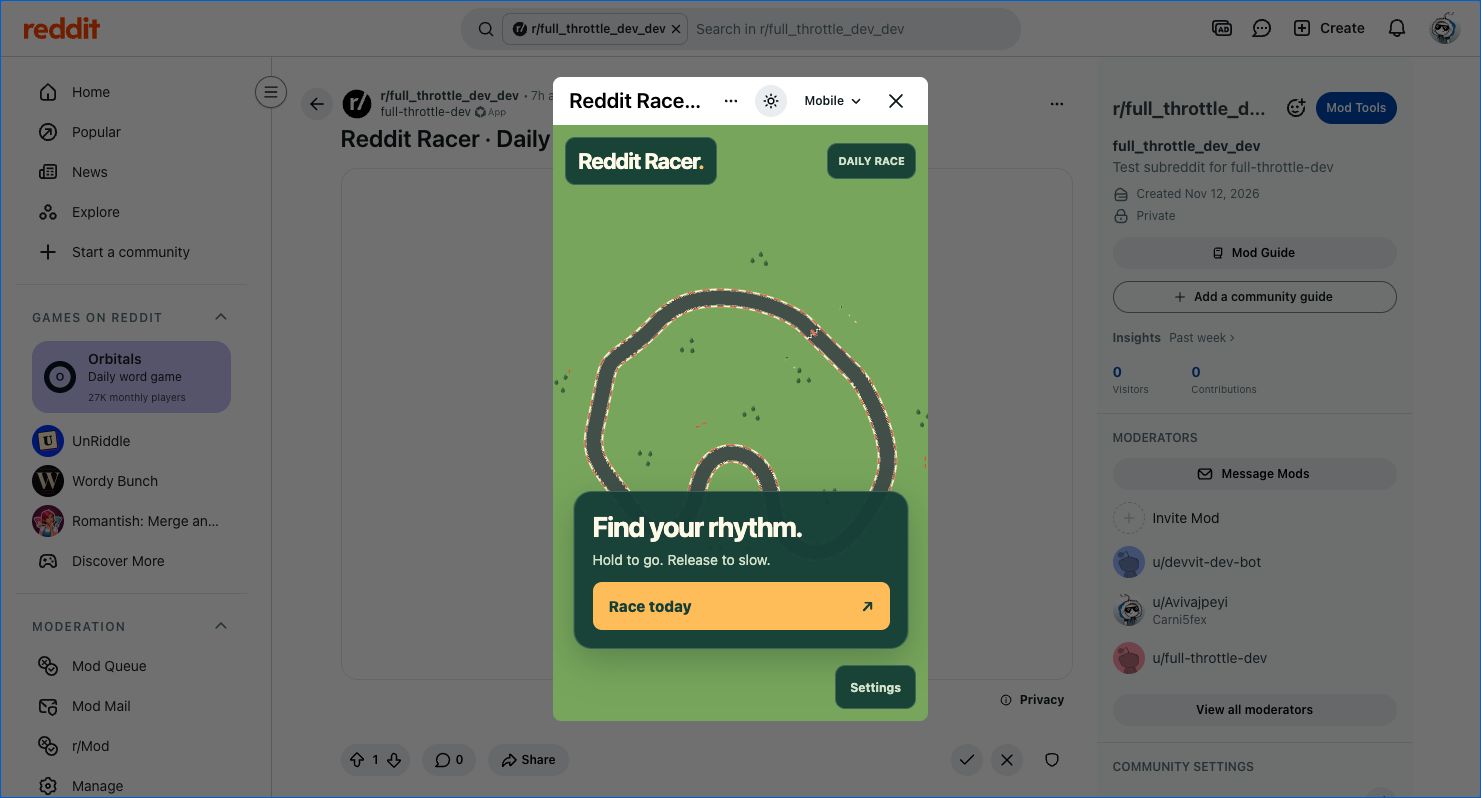 reddit
r/full_throttle_dev_dev
Search in r/full_throttle_dev_dev
AD
Create
Home
Popular
News
Explore
Start a community
GAMES ON REDDIT
Orbitals
Daily word game
27K monthly players
UnRiddle
Wordy Bunch
Romantish: Merge an...
Discover More
MODERATION
Mod Queue
Mod Mail
r/Mod
Manage
r/full_throttle_dev_dev • 7h a
full-throttle-dev App
Reddit Racer · Daily
Reddit Race...
Mobile
Reddit Racer.
DAILY RACE
Find your rhythm.
Hold to go. Release to slow.
Race today
Settings
Privacy
1
0
Share
r/full_throttle_d...
Mod Tools
full_throttle_dev_dev
Test subreddit for full-throttle-dev
Created Nov 12, 2026
Private
Mod Guide
Add a community guide
Insights Past week
0 0
Visitors Contributions
MODERATORS
Message Mods
Invite Mod
u/devvit-dev-bot
u/Avivajpeyi
Carni5fex
u/full-throttle-dev
View all moderators
COMMUNITY SETTINGS